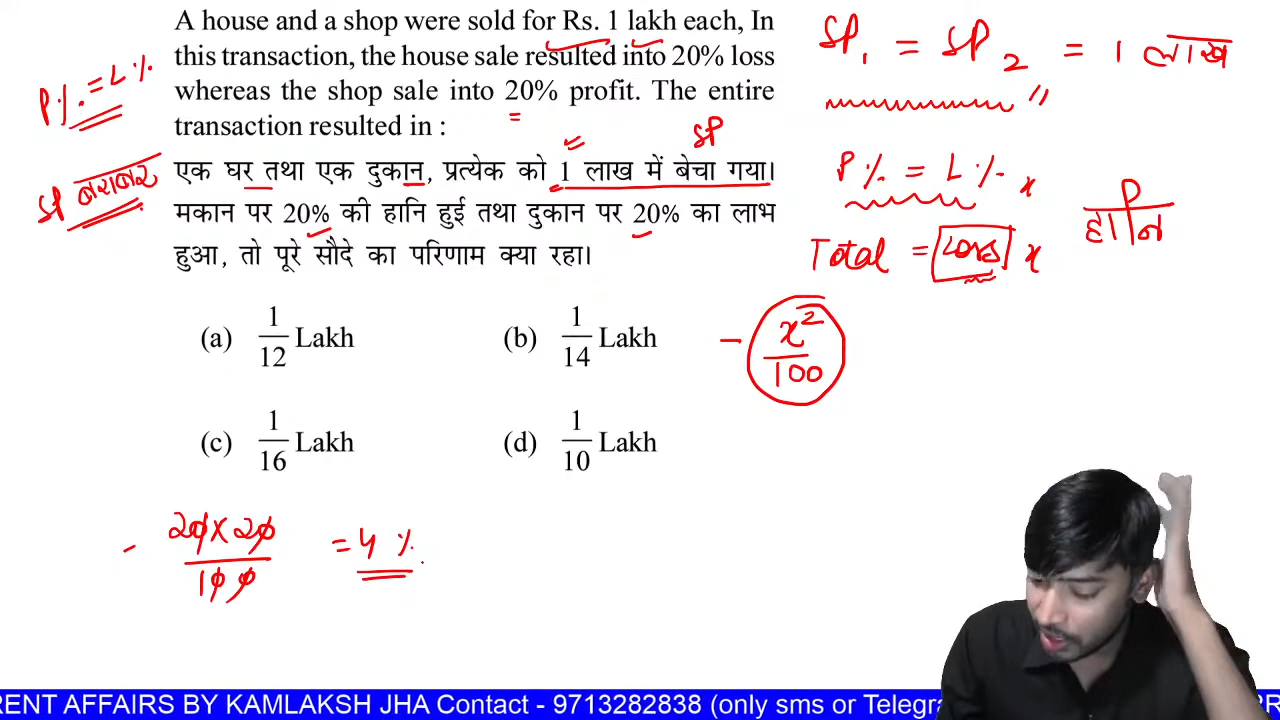 A house and a shop were sold for Rs. 1 lakh each, In
this transaction, the house sale resulted into 20% loss
whereas the shop sale into 20% profit. The entire
transaction resulted in :
एक घर तथा एक दुकान, प्रत्येक को 1 लाख में बेचा गया।
मकान पर 20% की हानि हुई तथा दुकान पर 20% का लाभ
हुआ, तो पूरे सौदे का परिणाम क्या रहा।
P% = L%
SP बराबर
SP
SP₁ = SP₂ = 1 लाख
P% = L% x
Total = Loss x
हानि
(a) 1/12 Lakh (b) 1/14 Lakh
- x²/100
(c) 1/16 Lakh (d) 1/10 Lakh
- 20 x 20/100 = 4 %
RENT AFFAIRS BY KAMLAKSH JHA Contact - 9713282838 (only sms or Telegra